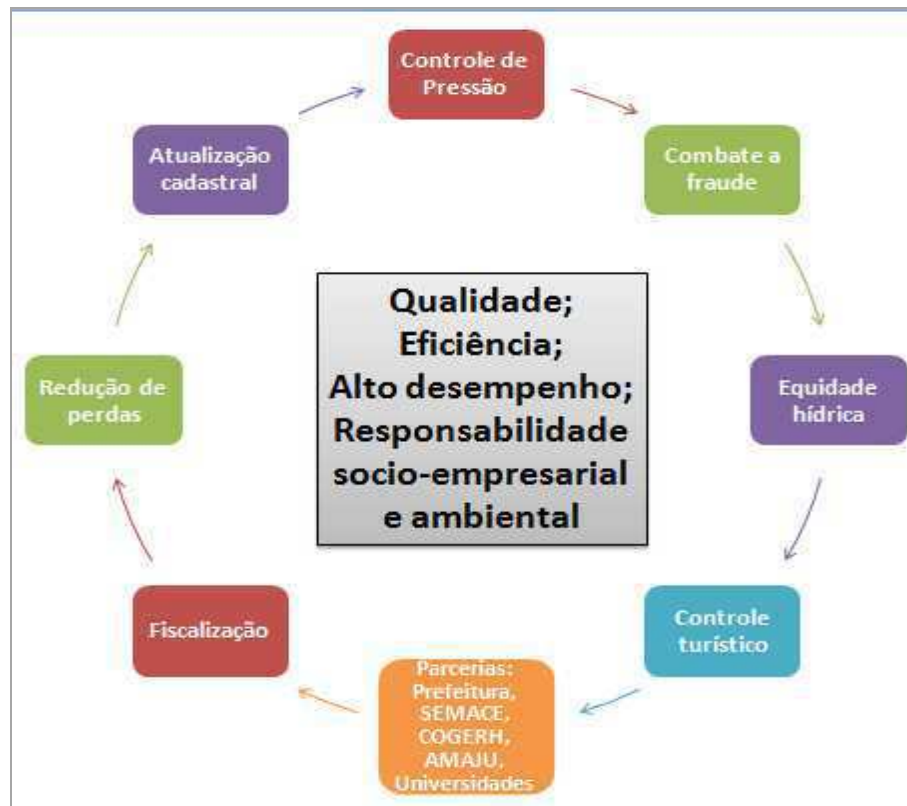 Controle de
Pressão
Combate a
fraude
Equidade
hídrica
Controle
turístico
Parcerias:
Prefeitura,
SEMACE,
COGERH,
AMAJU,
Universidades
Fiscalização
Redução de
perdas
Atualização
cadastral
Qualidade;
Eficiência;
Alto desempenho;
Responsabilidade
socio-empresarial
e ambiental